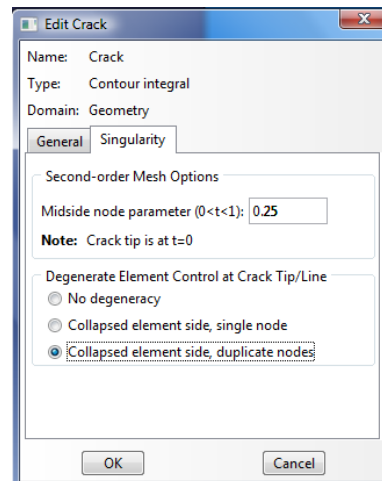 Edit Crack
Name: Crack
Type: Contour integral
Domain: Geometry
General Singularity
Second-order Mesh Options
Midside node parameter (0<t<1): 0.25
Note: Crack tip is at t=0
Degenerate Element Control at Crack Tip/Line
No degeneracy
Collapsed element side, single node
Collapsed element side, duplicate nodes
OK Cancel